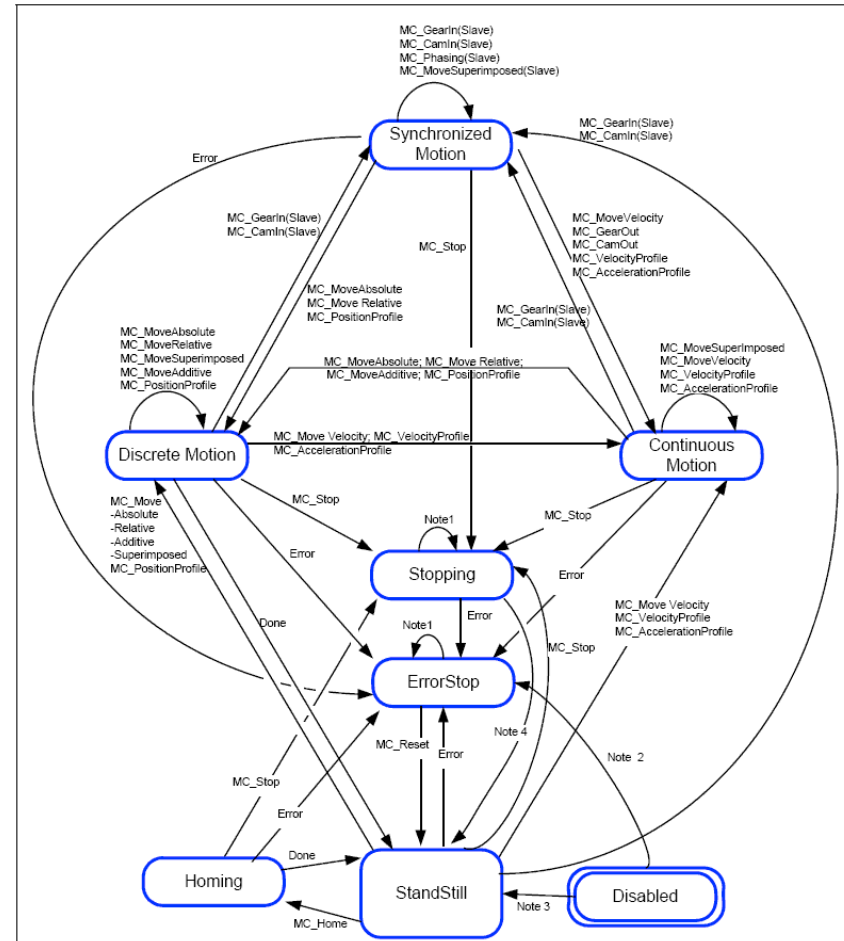 MC_GearIn(Slave)
MC_CamIn(Slave)
MC_Phasing(Slave)
MC_MoveSuperimposed(Slave)
MC_GearIn(Slave)
MC_CamIn(Slave)
Synchronized
Motion
Error
MC_GearIn(Slave)
MC_CamIn(Slave)
MC_MoveVelocity
MC_GearOut
MC_CamOut
MC_VelocityProfile
MC_AccelerationProfile
MC_Stop
MC_MoveAbsolute
MC_Move Relative
MC_PositionProfile
MC_GearIn(Slave)
MC_CamIn(Slave)
MC_MoveAbsolute
MC_MoveRelative
MC_MoveSuperimposed
MC_MoveAdditive
MC_PositionProfile
MC_MoveAbsolute; MC_Move Relative;
MC_MoveAdditive; MC_PositionProfile
MC_MoveSuperImposed
MC_MoveVelocity
MC_VelocityProfile
MC_AccelerationProfile
Discrete Motion
MC_Move Velocity; MC_VelocityProfile
MC_AccelerationProfile
Continuous
Motion
MC_Move
-Absolute
-Relative
-Additive
-Superimposed
MC_PositionProfile
MC_Stop
Note1
MC_Stop
Error
Stopping
Error
Done
Error
MC_Move Velocity
MC_VelocityProfile
MC_AccelerationProfile
Note1
MC_Stop
ErrorStop
MC_Reset
Error
Note 4
Note 2
MC_Stop
Error
Done
Homing
StandStill
Disabled
Note 3
MC_Home